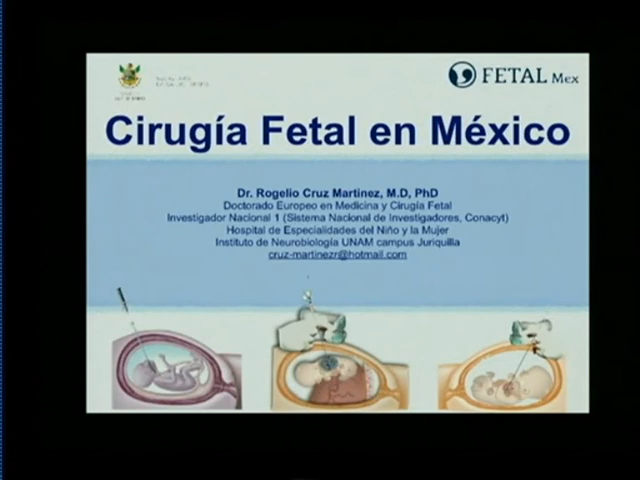 FETAL Mex
Cirugía Fetal en México
Dr. Rogelio Cruz Martinez, M.D, PhD
Doctorado Europeo en Medicina y Cirugía Fetal
Investigador Nacional 1 (Sistema Nacional de Investigadores, Conacyt)
Hospital de Especialidades del Niño y la Mujer
Instituto de Neurobiología UNAM campus Juriquilla
cruz-martinezr@hotmail.com